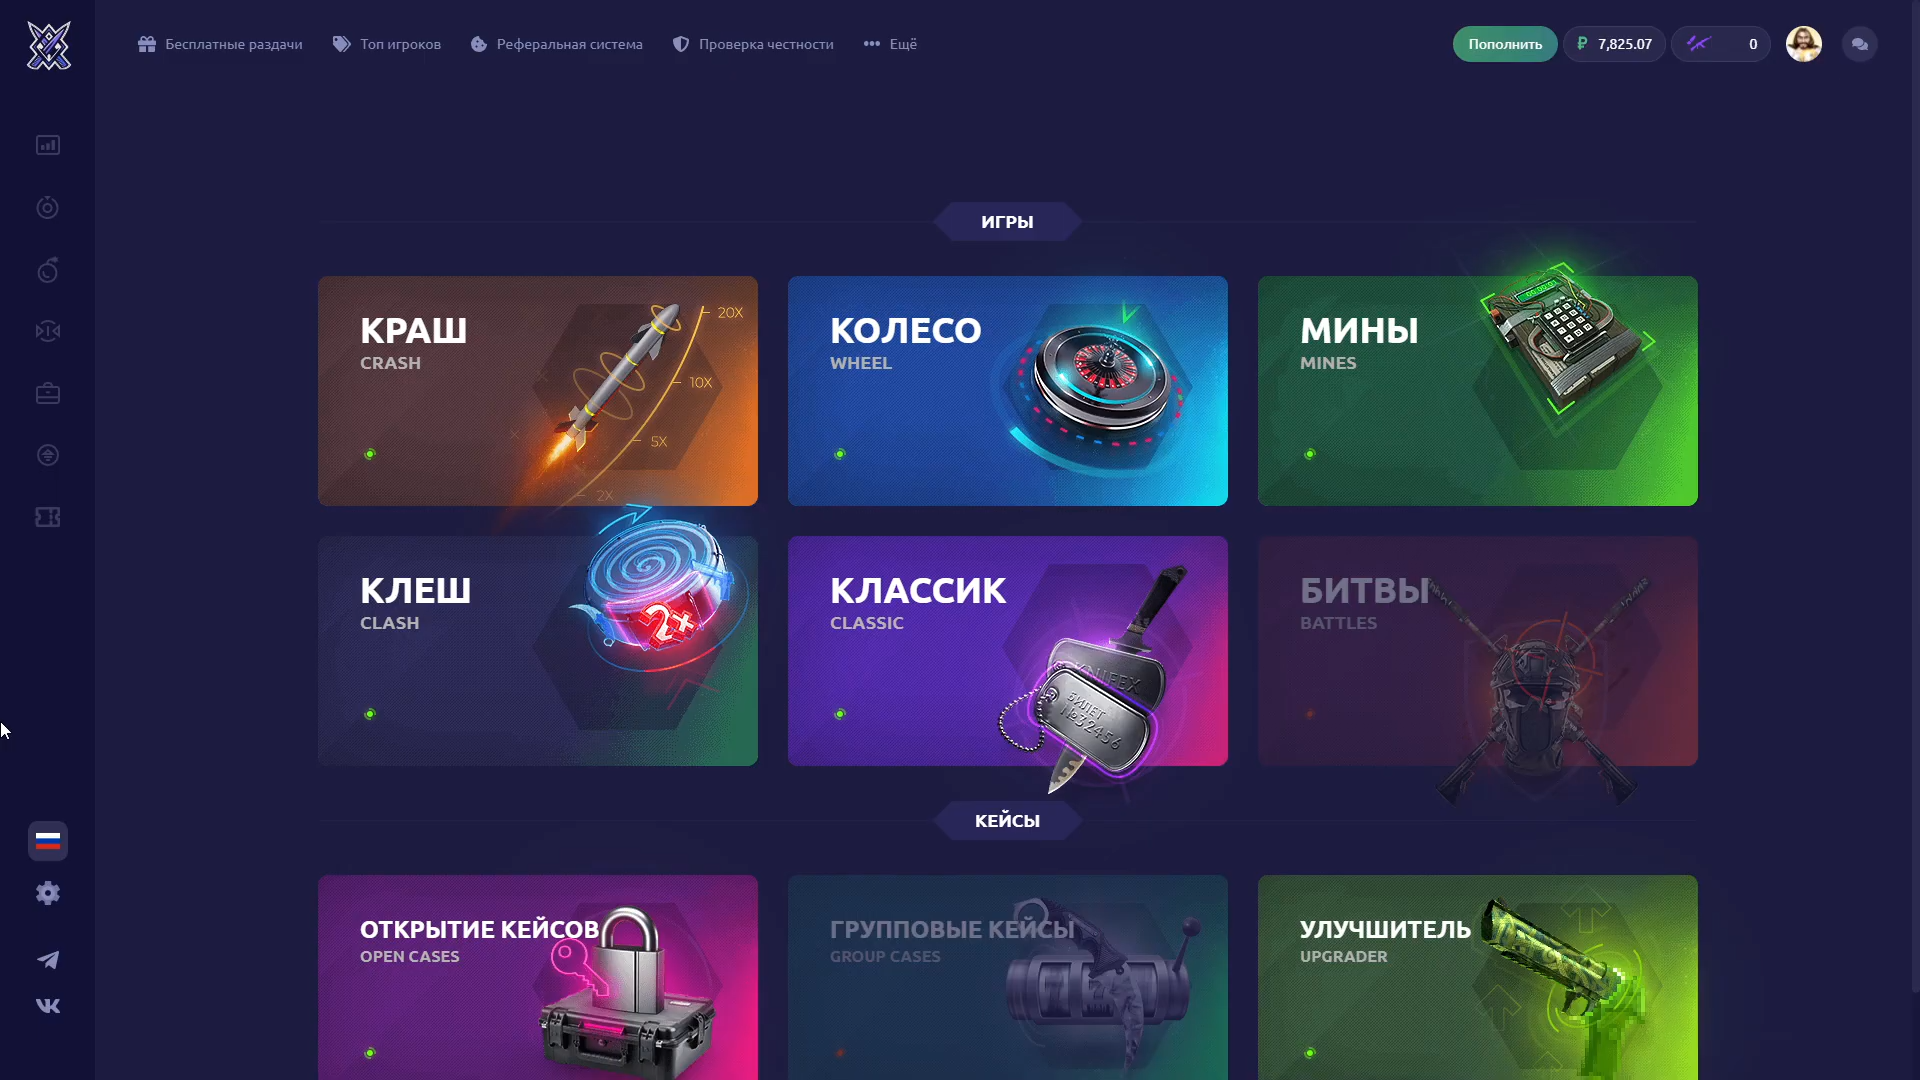 Бесплатные раздачи
Топ игроков
Реферальная система
Проверка честности
Ещё
Пополнить
₽ 7,825.07
0
ИГРЫ
КРАШ
CRASH
20X
10X
5X
2X
КОЛЕСО
WHEEL
МИНЫ
MINES
КЛЕШ
CLASH
2x
КЛАССИК
CLASSIC
KNIFEX
БИЛЕТ
№32456
БИТВЫ
BATTLES
КЕЙСЫ
ОТКРЫТИЕ КЕЙСОВ
OPEN CASES
ГРУППОВЫЕ КЕЙСЫ
GROUP CASES
УЛУЧШИТЕЛЬ
UPGRADER